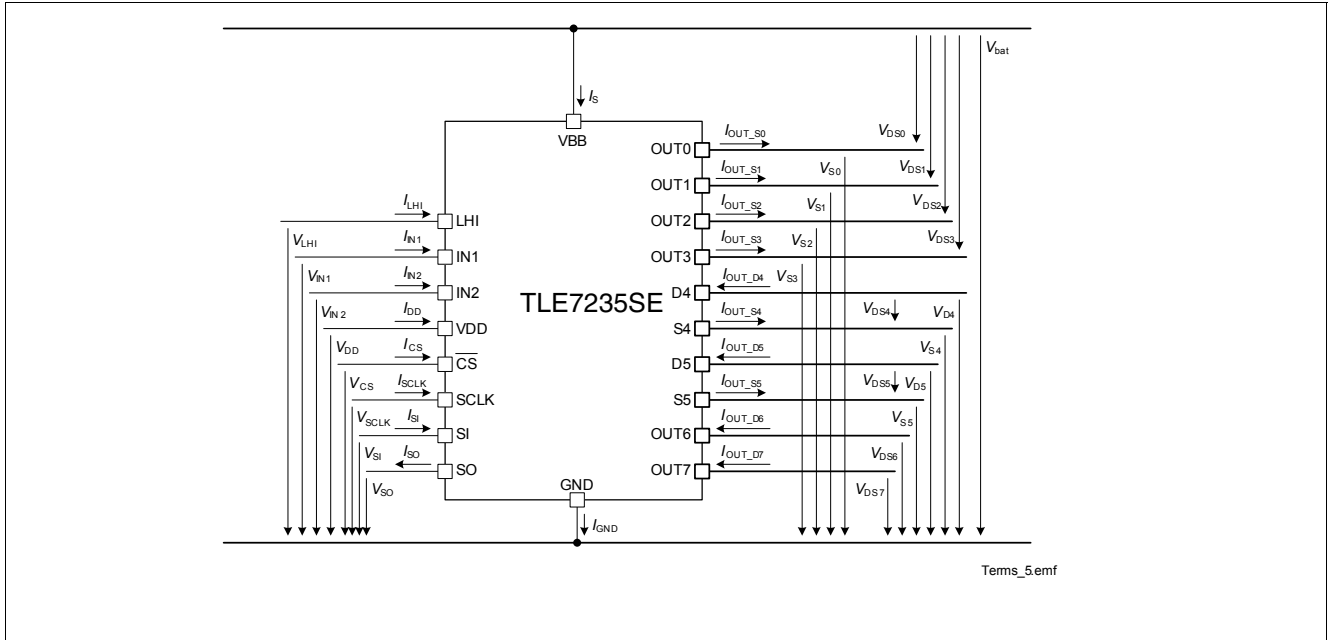 Vbat
IS
VBB
IOUT_S0
VDS0
OUT0
IOUT_S1
VS0
VDS1
OUT1
ILHI
IOUT_S2
VS1
VDS2
LHI
OUT2
VLHI
IIN1
IOUT_S3
VS2
VDS3
IN1
OUT3
VIN1
IIN2
IOUT_D4
VS3
IN2
TLE7235SE
D4
VIN2
IDD
IOUT_S4
VDS4
VD4
VDD
S4
VDD
ICS
IOUT_D5
VS4
CS
D5
VCS
ISCLK
IOUT_S5
VDS5
VD5
SCLK
S5
VSCLK
ISI
IOUT_D6
VS5
SI
OUT6
VSI
ISO
IOUT_D7
VDS6
SO
OUT7
VSO
GND
VDS7
IGND
Terms_5.emf